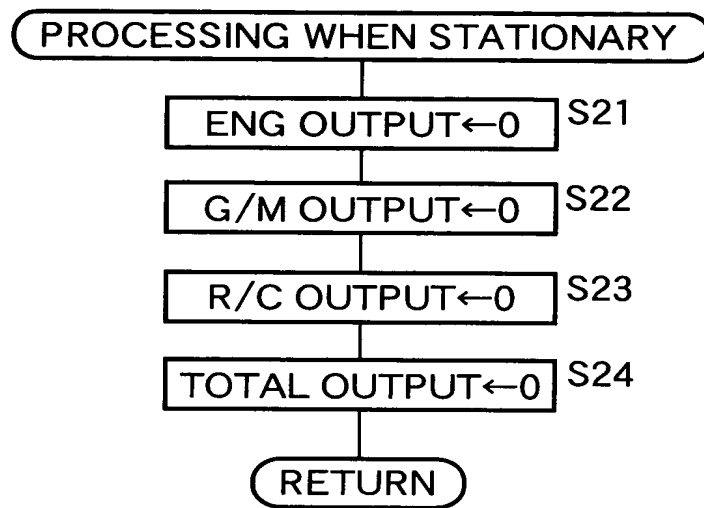 PROCESSING WHEN STATIONARY
ENG OUTPUT←0 S21
G/M OUTPUT←0 S22
R/C OUTPUT←0 S23
TOTAL OUTPUT←0 S24
RETURN